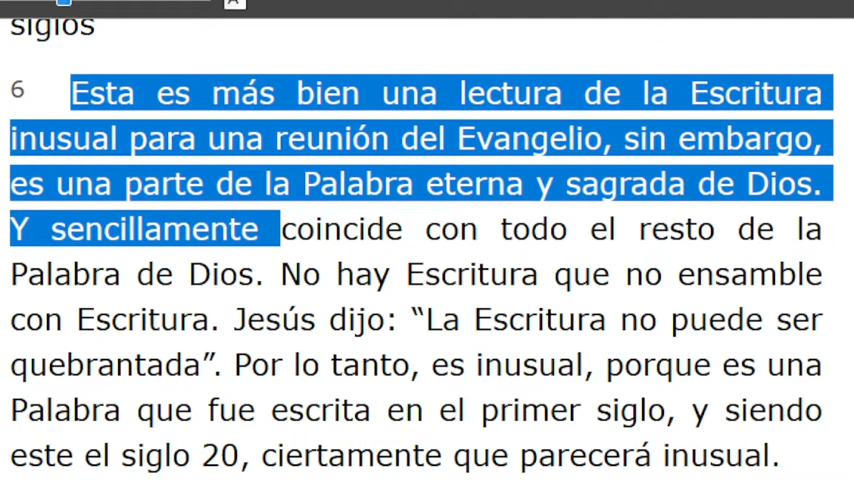 siglos
6 Esta es más bien una lectura de la Escritura
inusual para una reunión del Evangelio, sin embargo,
es una parte de la Palabra eterna y sagrada de Dios.
Y sencillamente coincide con todo el resto de la
Palabra de Dios. No hay Escritura que no ensamble
con Escritura. Jesús dijo: “La Escritura no puede ser
quebrantada”. Por lo tanto, es inusual, porque es una
Palabra que fue escrita en el primer siglo, y siendo
este el siglo 20, ciertamente que parecerá inusual.